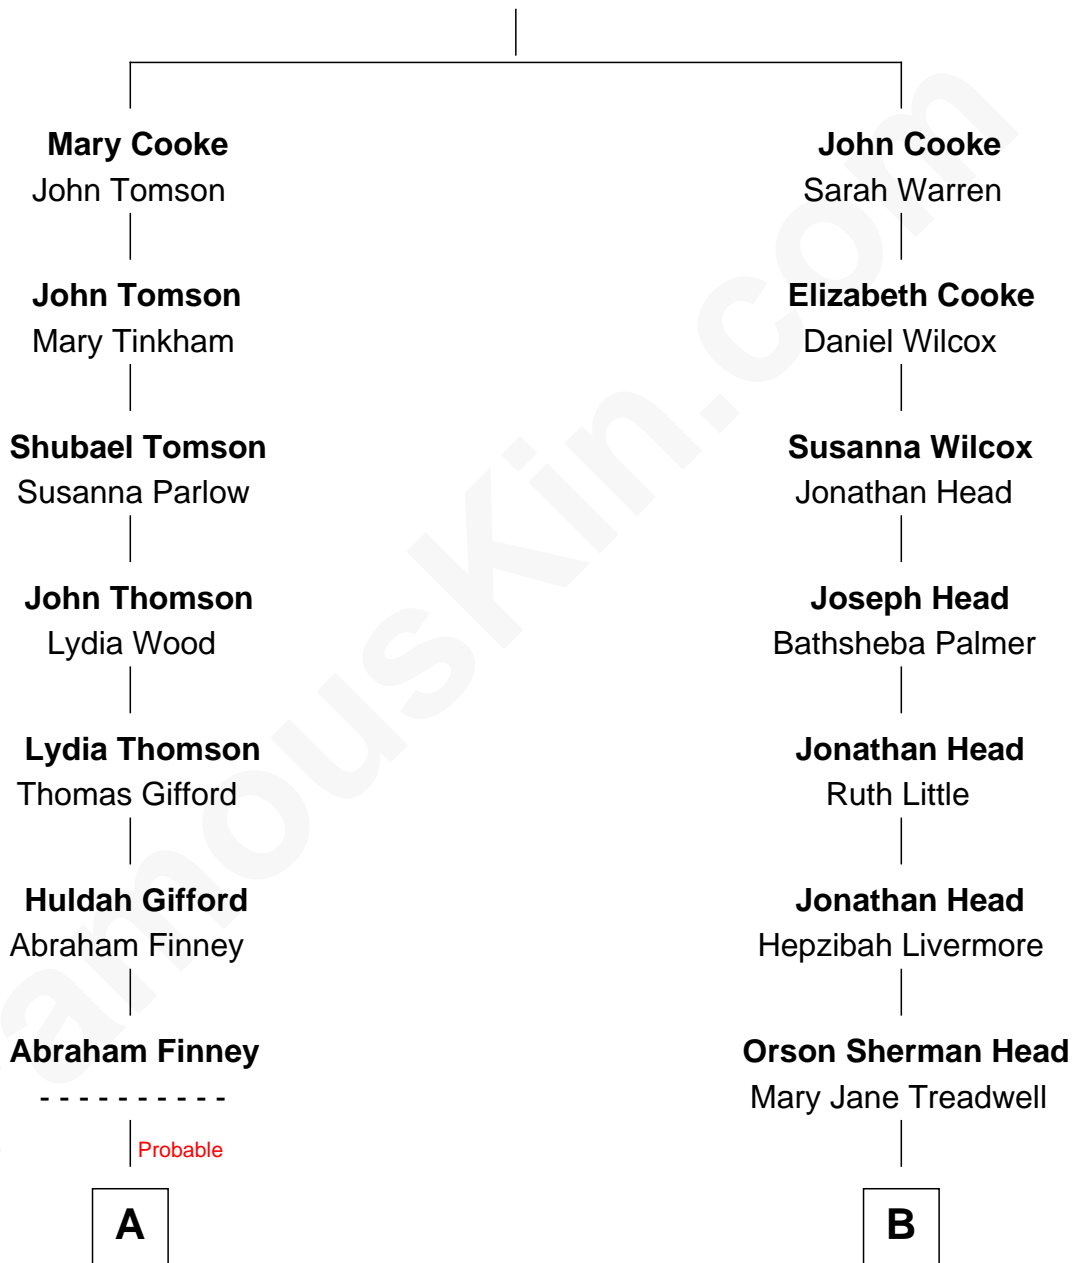 Mary Cooke
John Tomson
John Tomson
Mary Tinkham
Shubael Tomson
Susanna Parlow
John Thomson
Lydia Wood
Lydia Thomson
Thomas Gifford
Huldah Gifford
Abraham Finney
Abraham Finney
- - - - - - - - - -
Probable
A
John Cooke
Sarah Warren
Elizabeth Cooke
Daniel Wilcox
Susanna Wilcox
Jonathan Head
Joseph Head
Bathsheba Palmer
Jonathan Head
Ruth Little
Jonathan Head
Hepzibah Livermore
Orson Sherman Head
Mary Jane Treadwell
B
amousKin.com